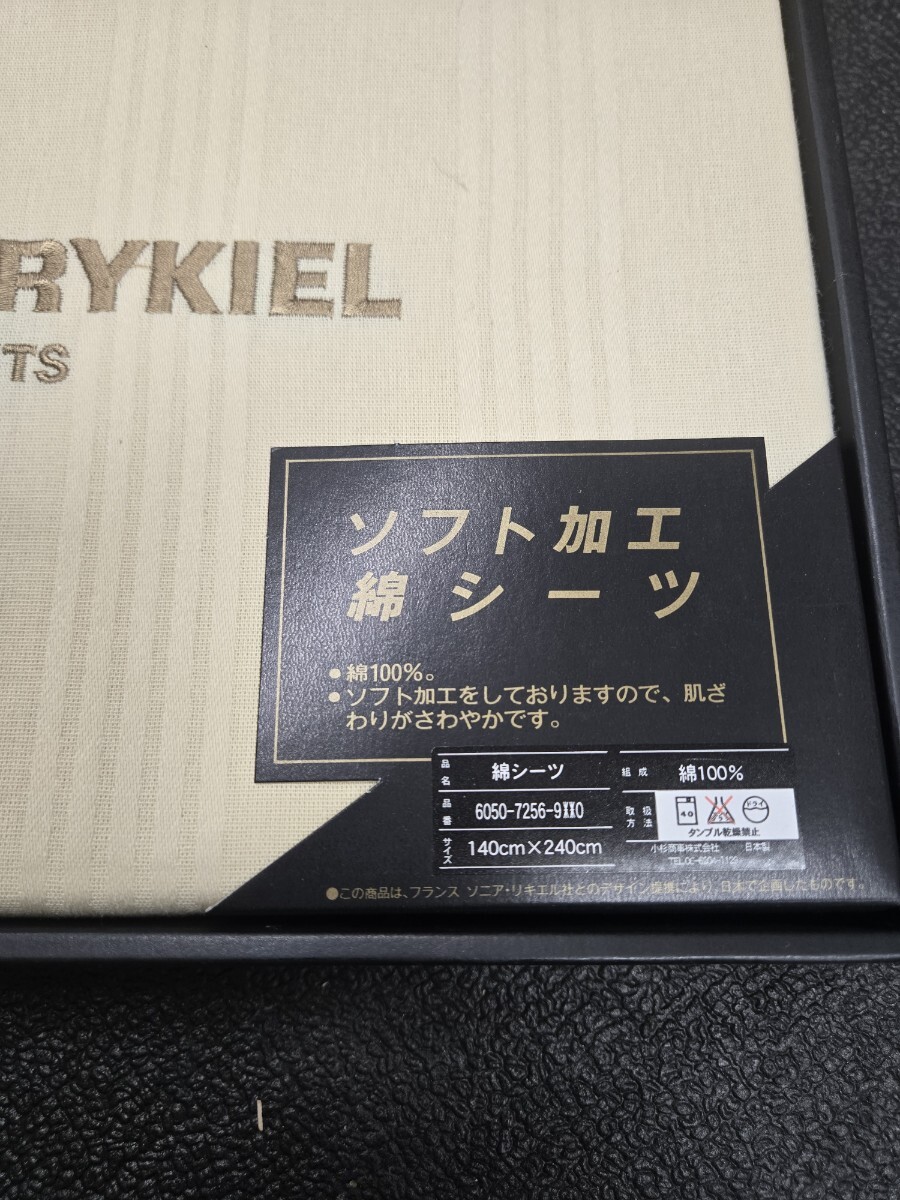 RYKIEL
TS
ソフト加工
綿シーツ
●綿100%。
●ソフト加工をしておりますので、肌ざ
わりがさわやかです。
品名 綿シーツ
組成 綿100%
品番 6050-7256-9XX0
取扱方法 40 ドライ
タンブル乾燥禁止
サイズ 140cm×240cm
小杉商事株式会社 日本製
●この商品は、フランス ソニア・リキエル社とのデザイン提携により、日本で企画したものです。